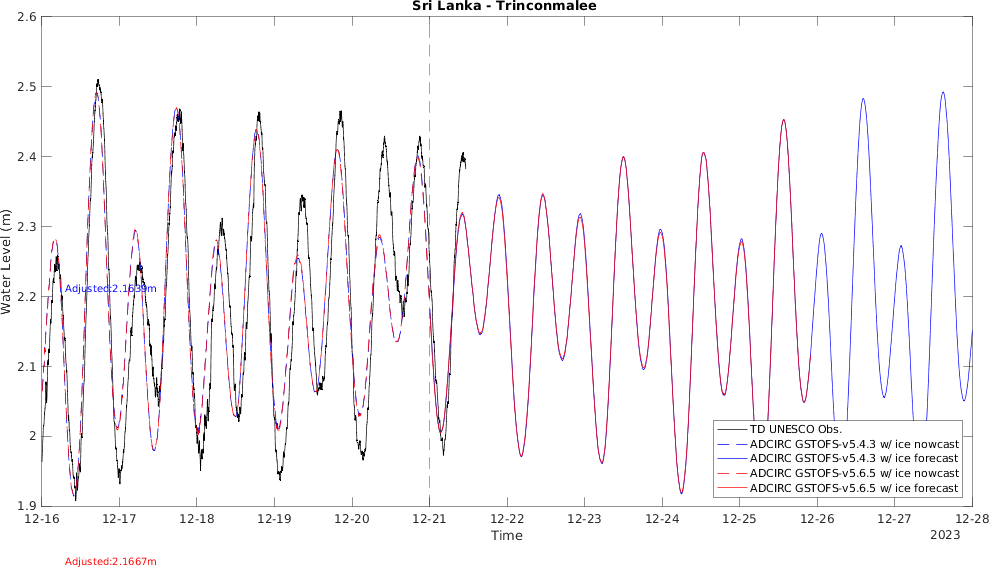 Sri Lanka - Trinconmalee
2.6
2.5
2.4
2.3
2.2
2.1
2
1.9
Water Level (m)
Adjusted:2.1639m
TD UNESCO Obs.
ADCIRC GSTOFS-v5.4.3 w/ ice nowcast
ADCIRC GSTOFS-v5.4.3 w/ ice forecast
ADCIRC GSTOFS-v5.6.5 w/ ice nowcast
ADCIRC GSTOFS-v5.6.5 w/ ice forecast
12-16 12-17 12-18 12-19 12-20 12-21 12-22 12-23 12-24 12-25 12-26 12-27 12-28
Time
2023
Adjusted:2.1667m